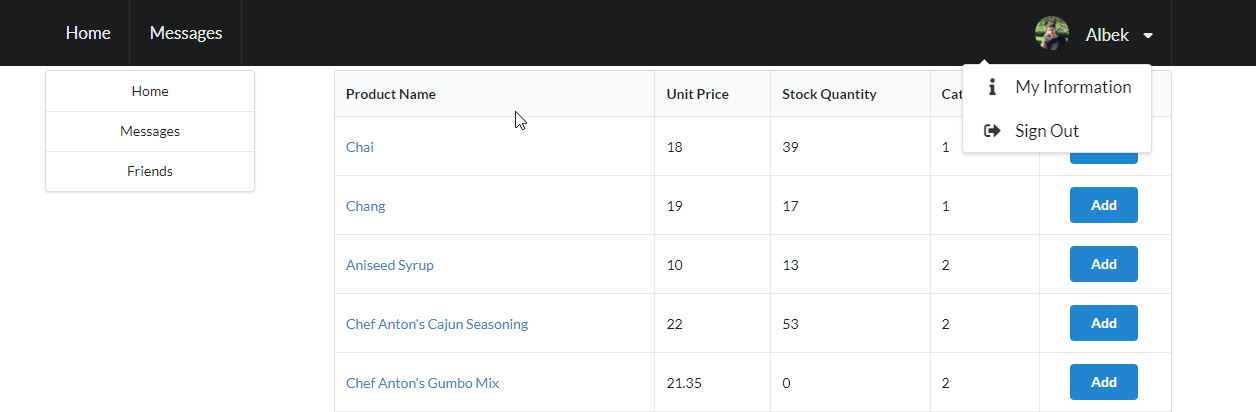 Home Messages Albek
My Information
Sign Out
Home
Messages
Friends
Product Name Unit Price Stock Quantity Cat
Chai 18 39 1
Chang 19 17 1 Add
Aniseed Syrup 10 13 2 Add
Chef Anton's Cajun Seasoning 22 53 2 Add
Chef Anton's Gumbo Mix 21.35 0 2 Add